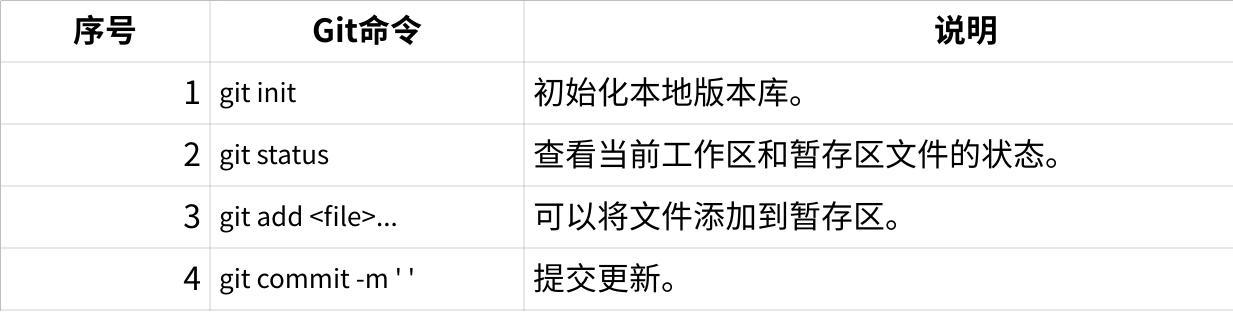 序号 Git命令 说明
1 git init 初始化本地版本库。
2 git status 查看当前工作区和暂存区文件的状态。
3 git add <file>... 可以将文件添加到暂存区。
4 git commit -m ' ' 提交更新。